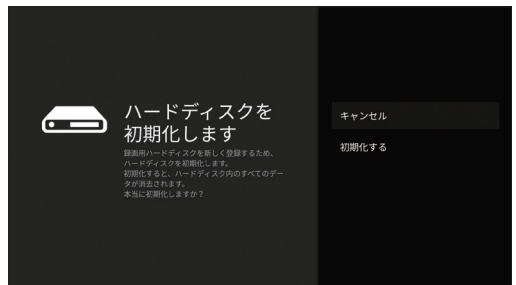 ハードディスクを
初期化します
録画用ハードディスクを新しく登録するため、
ハードディスクを初期化します。
初期化すると、ハードディスク内のすべてのデー
タが消去されます。
本当に初期化しますか？
キャンセル
初期化する